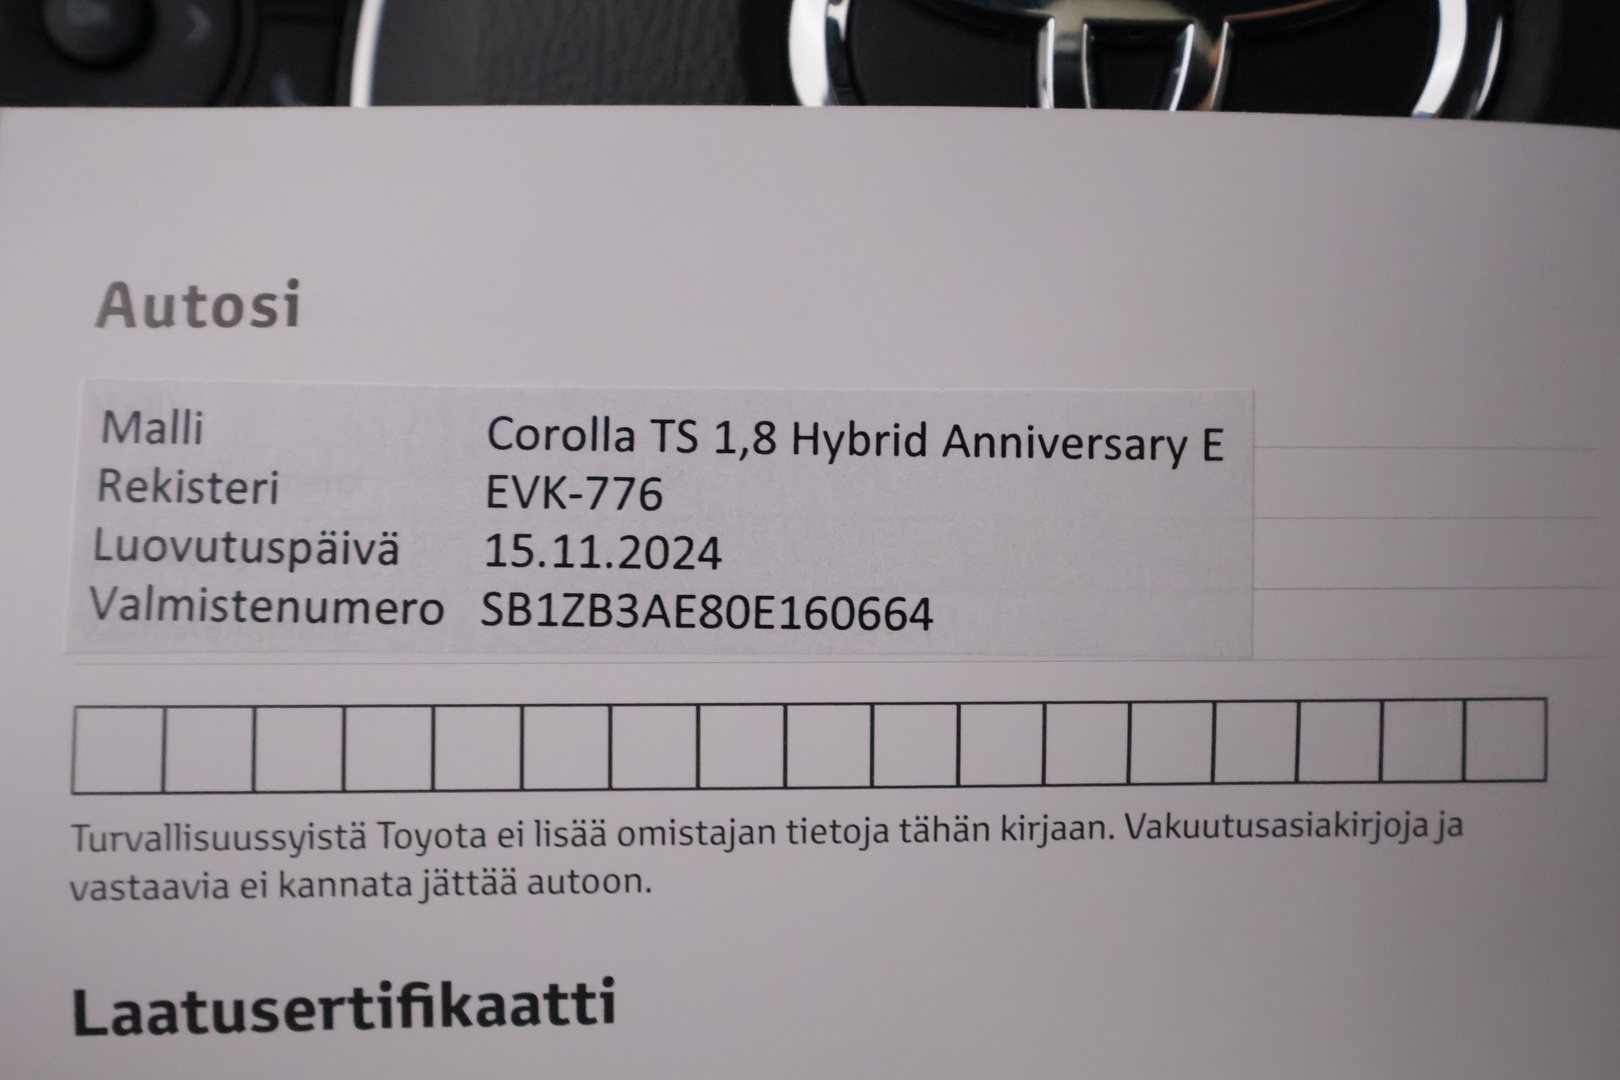 Autosi
Malli Corolla TS 1,8 Hybrid Anniversary E
Rekisteri EVK-776
Luovutuspäivä 15.11.2024
Valmistenumero SB1ZB3AE80E160664
Turvallisuussyistä Toyota ei lisää omistajan tietoja tähän kirjaan. Vakuutusasiakirjoja ja
vastaavia ei kannata jättää autoon.
Laatusertifikaatti